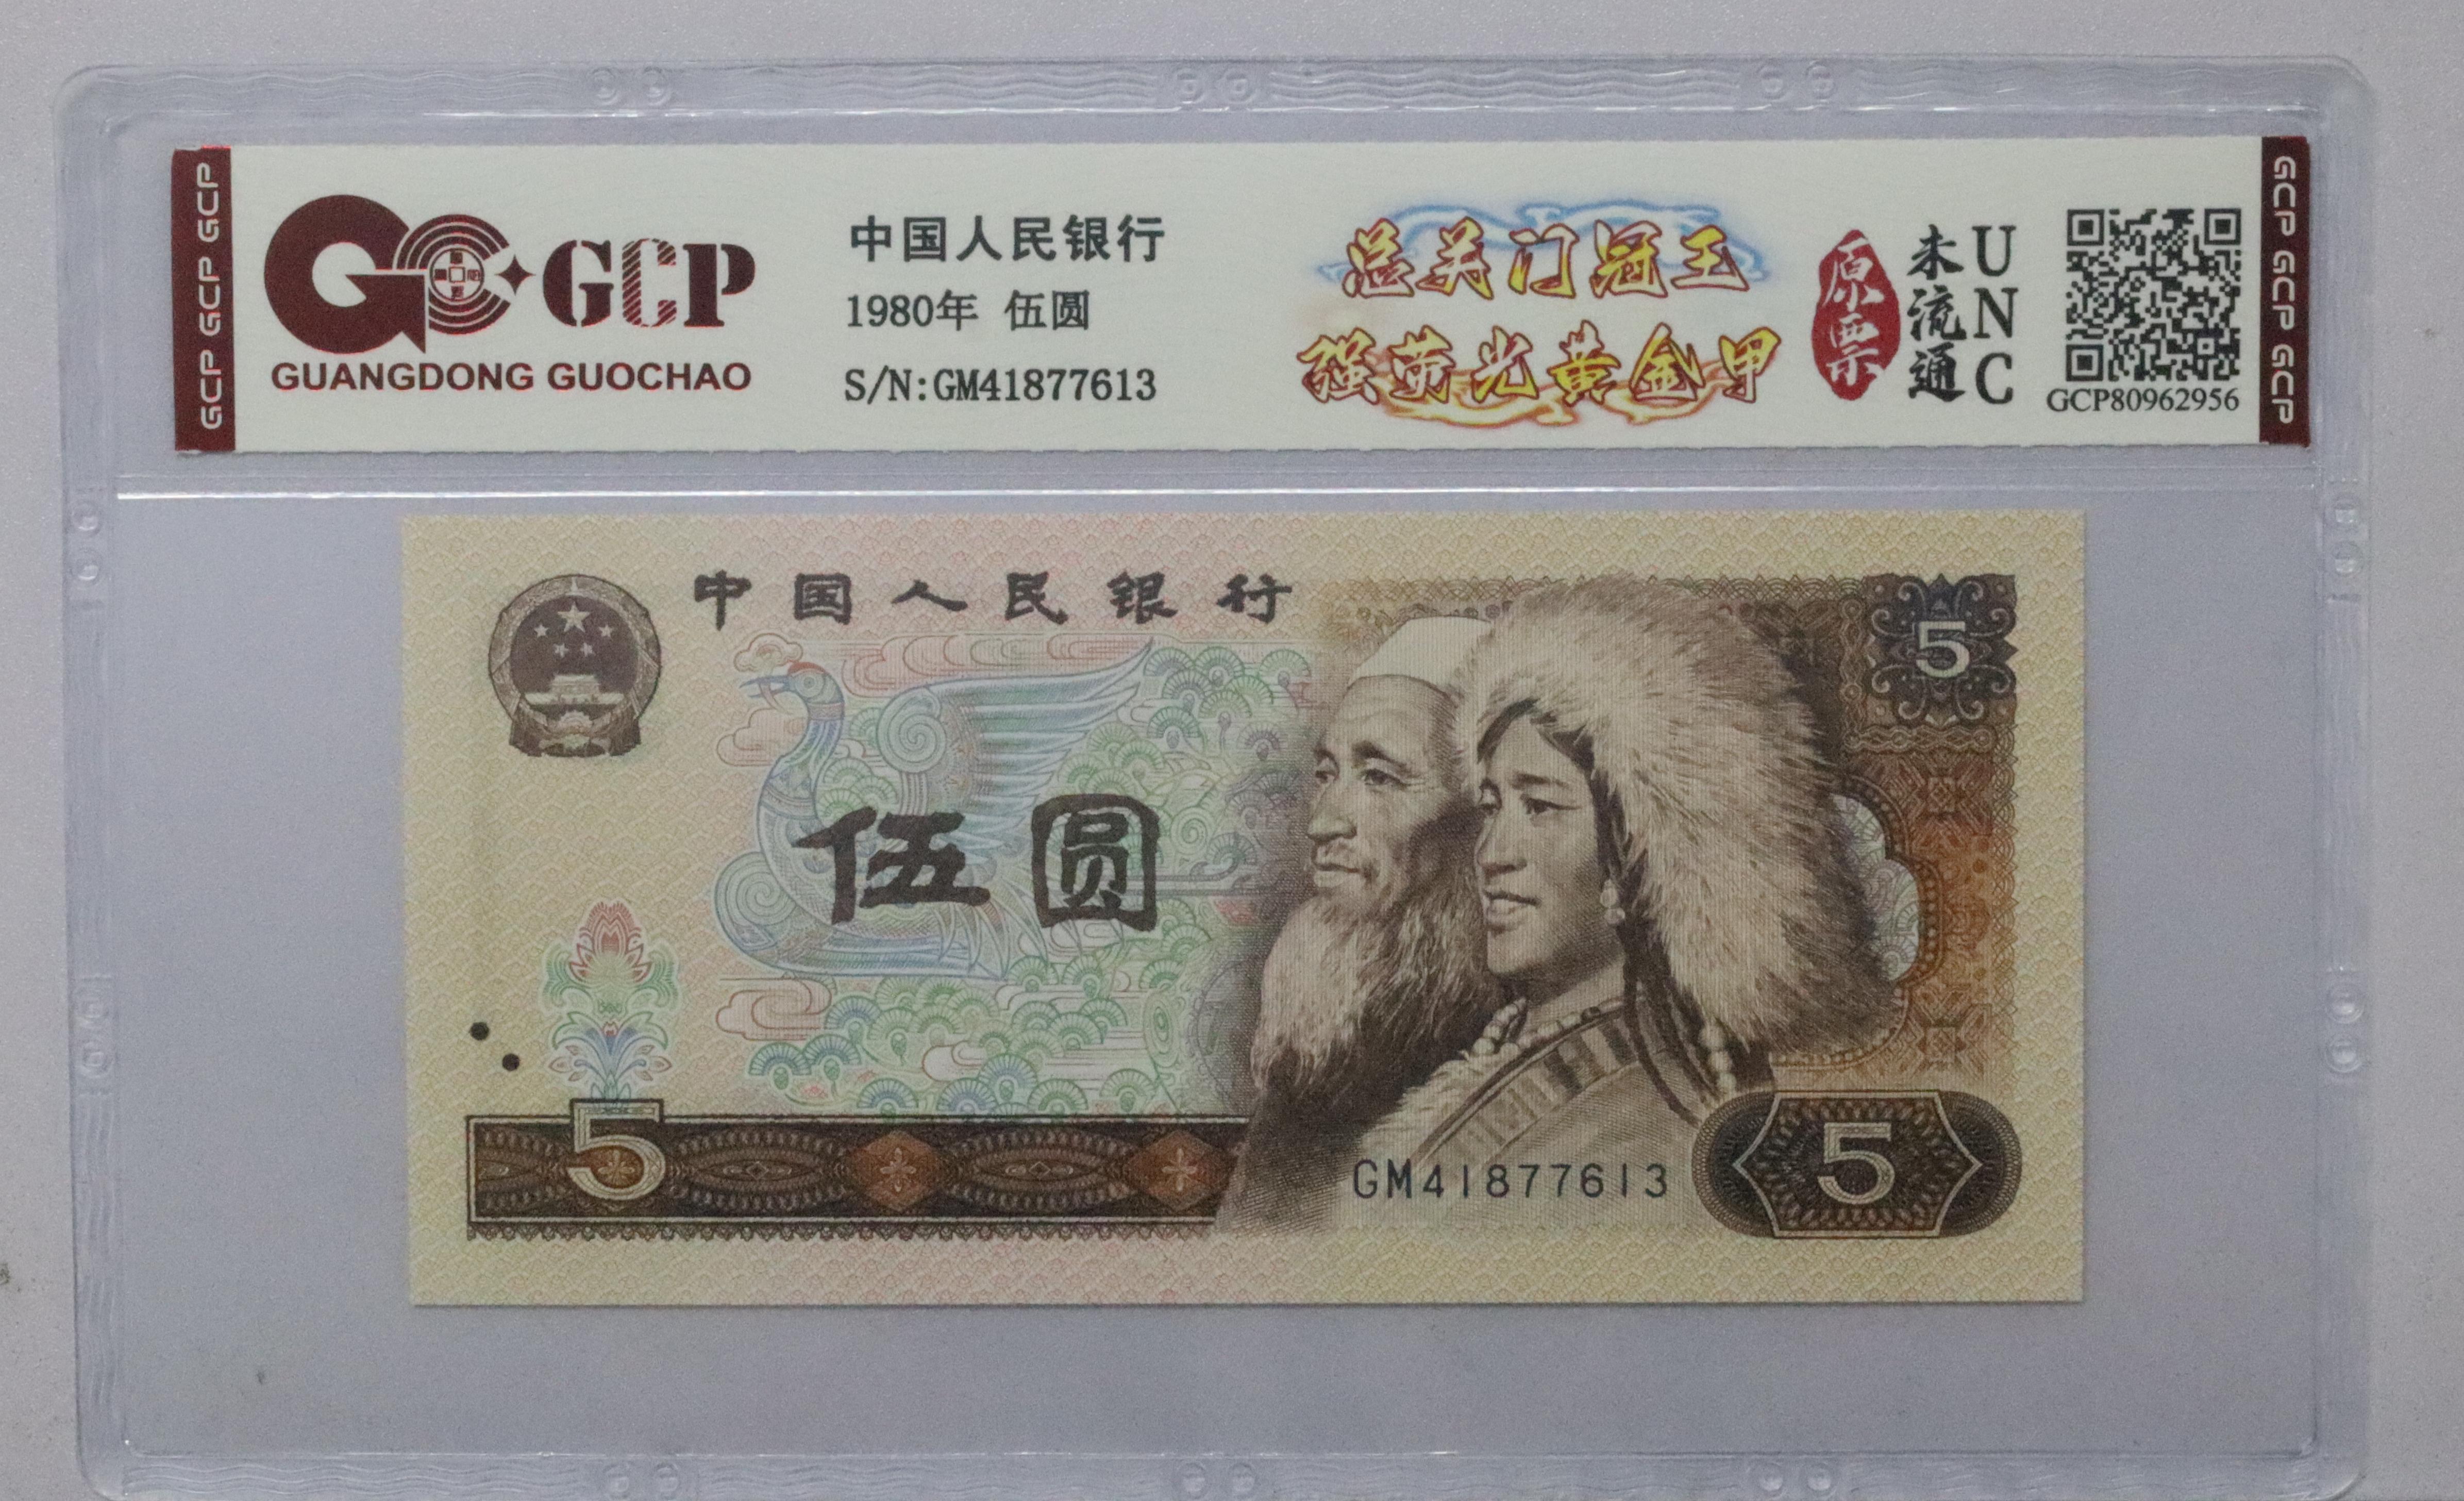 GCP GCP GCP
GCP
GUANGDONG GUOCHAO
中国人民银行
1980年 伍圆
S/N:GM41877613
总关门冠王
强荧光黄金甲
原票
未流通
UNC
GCP80962956
GCP GCP GCP
中国人民银行
5
伍圆
5
GM41877613
5